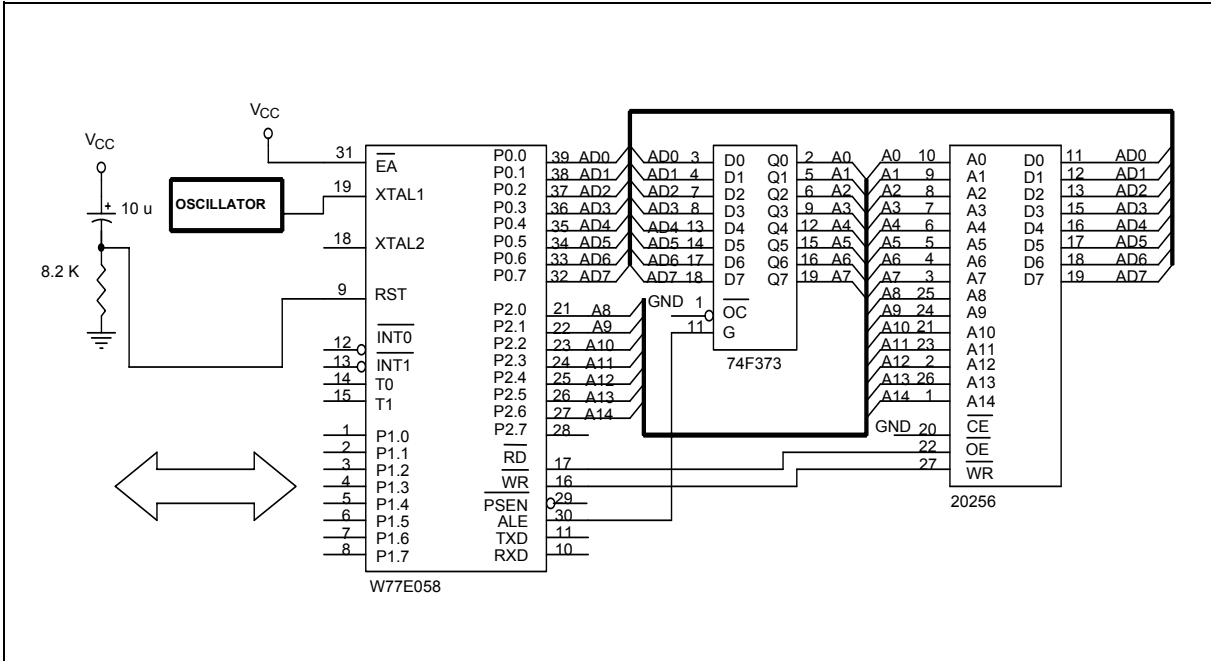 VCC
10 u
8.2 K
VCC
OSCILLATOR
31 EA
19 XTAL1
18 XTAL2
9 RST
12 INT0
13 INT1
14 T0
15 T1
1 P1.0
2 P1.1
3 P1.2
4 P1.3
5 P1.4
6 P1.5
7 P1.6
8 P1.7
P0.0 39 AD0
P0.1 38 AD1
P0.2 37 AD2
P0.3 36 AD3
P0.4 35 AD4
P0.5 34 AD5
P0.6 33 AD6
P0.7 32 AD7
P2.0 21 A8
P2.1 22 A9
P2.2 23 A10
P2.3 24 A11
P2.4 25 A12
P2.5 26 A13
P2.6 27 A14
P2.7 28
RD 17
WR 16
PSEN 29
ALE 30
TXD 11
RXD 10
W77E058
AD0 3 D0 Q0 2 A0
AD1 4 D1 Q1 5 A1
AD2 7 D2 Q2 6 A2
AD3 8 D3 Q3 9 A3
AD4 13 D4 Q4 12 A4
AD5 14 D5 Q5 15 A5
AD6 17 D6 Q6 16 A6
AD7 18 D7 Q7 19 A7
GND 1 OC
11 G
74F373
A0 10 A0 D0 11 AD0
A1 9 A1 D1 12 AD1
A2 8 A2 D2 13 AD2
A3 7 A3 D3 15 AD3
A4 6 A4 D4 16 AD4
A5 5 A5 D5 17 AD5
A6 4 A6 D6 18 AD6
A7 3 A7 D7 19 AD7
A8 25 A8
A9 24 A9
A10 21 A10
A11 23 A11
A12 2 A12
A13 26 A13
A14 1 A14
GND 20 CE
22 OE
27 WR
20256